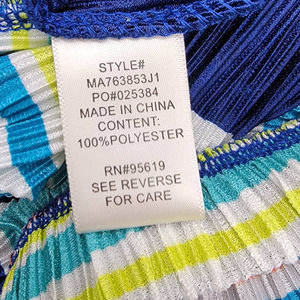 STYLE#
MA763853J1
PO#025384
MADE IN CHINA
CONTENT:
100%POLYESTER
RN#95619
SEE REVERSE
FOR CARE